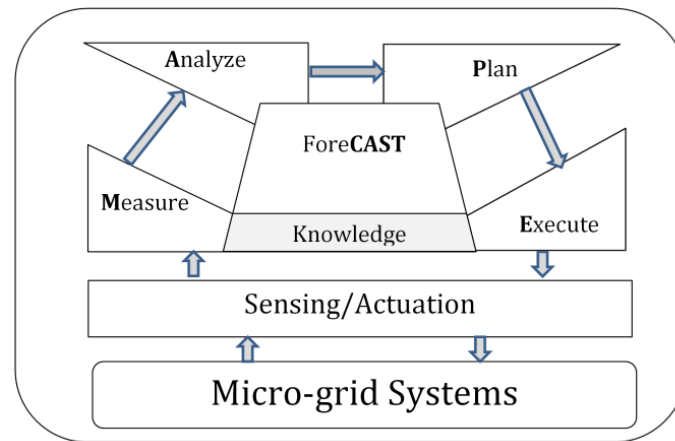 Analyze
Plan
ForeCAST
Measure
Knowledge
Execute
Sensing/Actuation
Micro-grid Systems